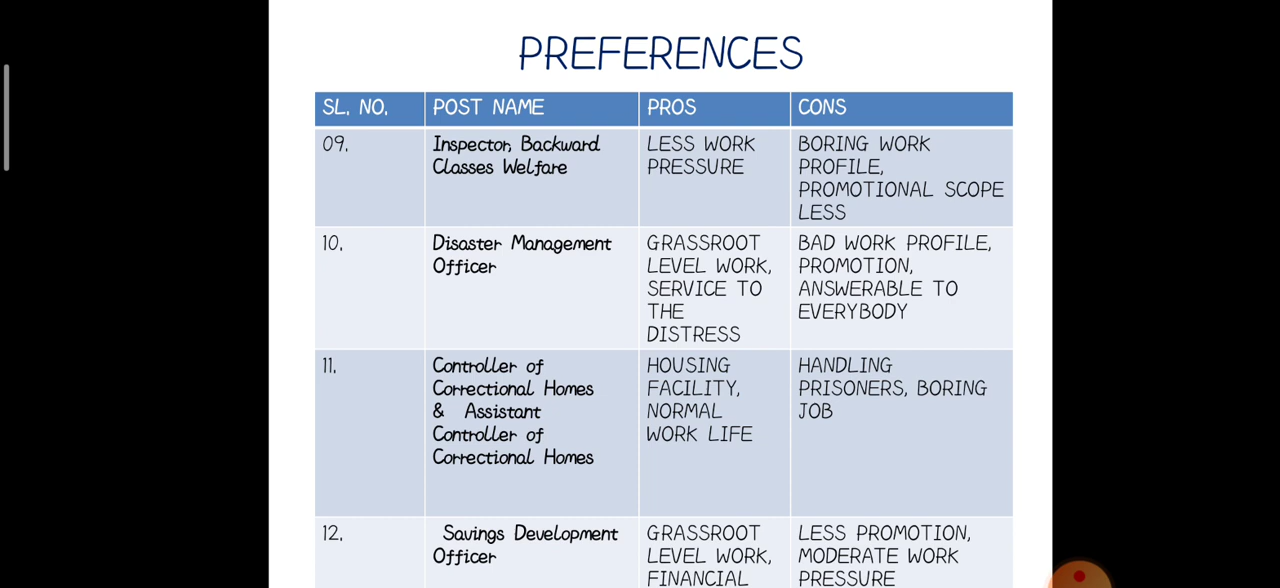 PREFERENCES
SL. NO. POST NAME PROS CONS
09. Inspector, Backward Classes Welfare LESS WORK PRESSURE BORING WORK PROFILE, PROMOTIONAL SCOPE LESS
10. Disaster Management Officer GRASSROOT LEVEL WORK, SERVICE TO THE DISTRESS BAD WORK PROFILE, PROMOTION, ANSWERABLE TO EVERYBODY
11. Controller of Correctional Homes & Assistant Controller of Correctional Homes HOUSING FACILITY, NORMAL WORK LIFE HANDLING PRISONERS, BORING JOB
12. Savings Development Officer GRASSROOT LEVEL WORK, FINANCIAL LESS PROMOTION, MODERATE WORK PRESSURE